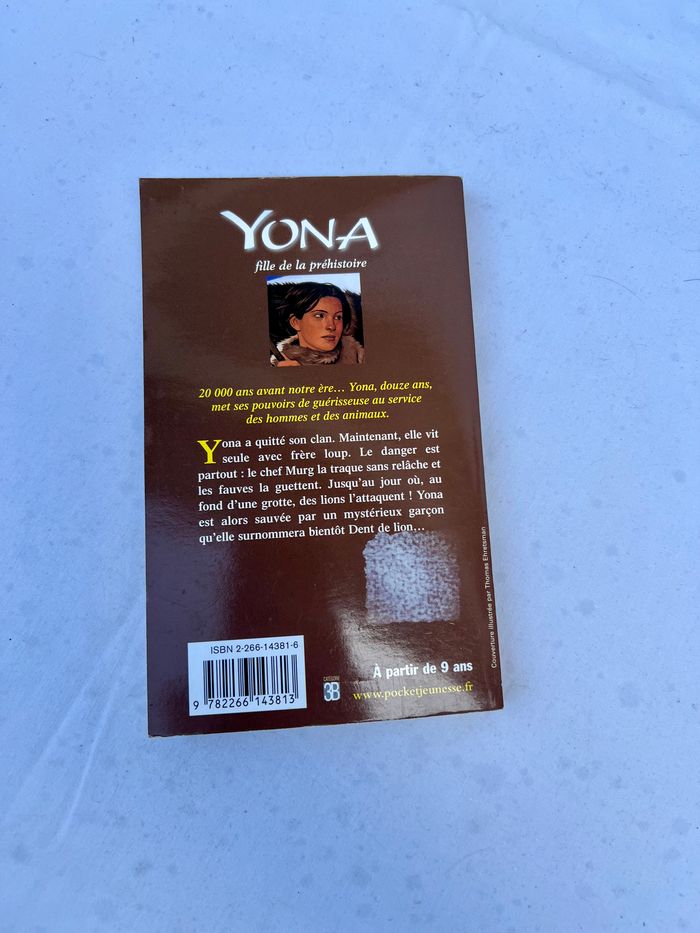 YONA
fille de la préhistoire
20 000 ans avant notre ère… Yona, douze ans,
met ses pouvoirs de guérisseuse au service
des hommes et des animaux.
Yona a quitté son clan. Maintenant, elle vit
seule avec frère loup. Le danger est
partout : le chef Murg la traque sans relâche et
les fauves la guettent. Jusqu'au jour où, au
fond d'une grotte, des lions l'attaquent ! Yona
est alors sauvée par un mystérieux garçon
qu'elle surnommera bientôt Dent de lion…
Couverture illustrée par Thomas Ehretsman
ISBN 2-266-14381-6
9 782266 143813
CATÉGORIE
3B
À partir de 9 ans
www.pocketjeunesse.fr